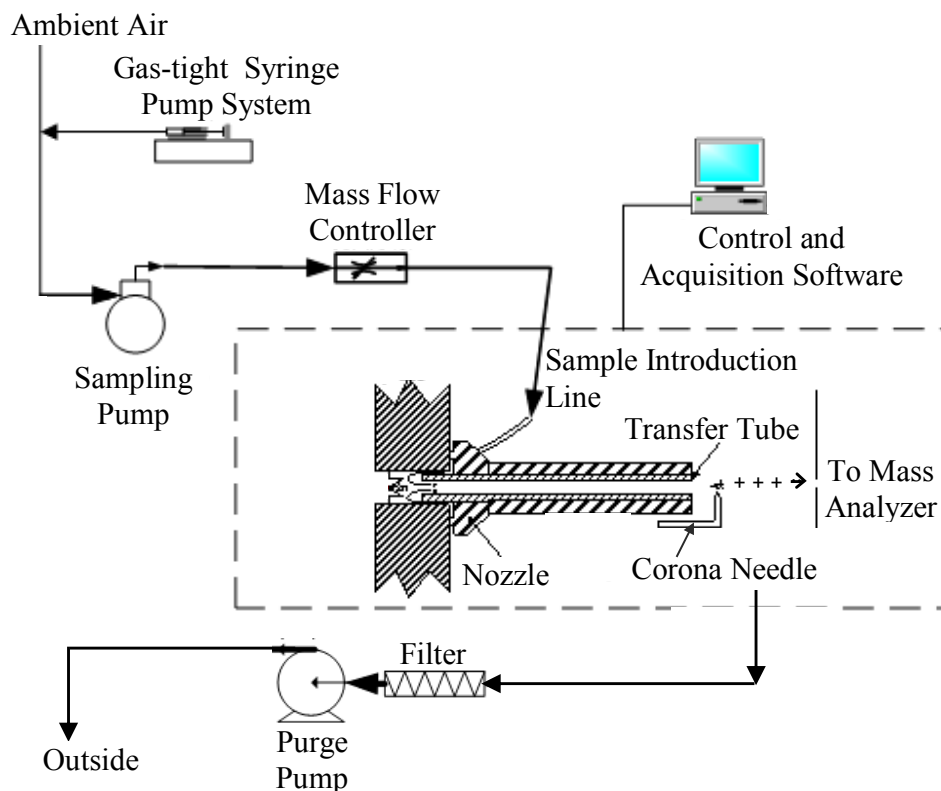 Ambient Air
Gas-tight Syringe
Pump System
Mass Flow
Controller
Control and
Acquisition Software
Sampling
Pump
Sample Introduction
Line
Transfer Tube
+ + + +
To Mass
Analyzer
Nozzle
Corona Needle
Filter
Purge
Pump
Outside